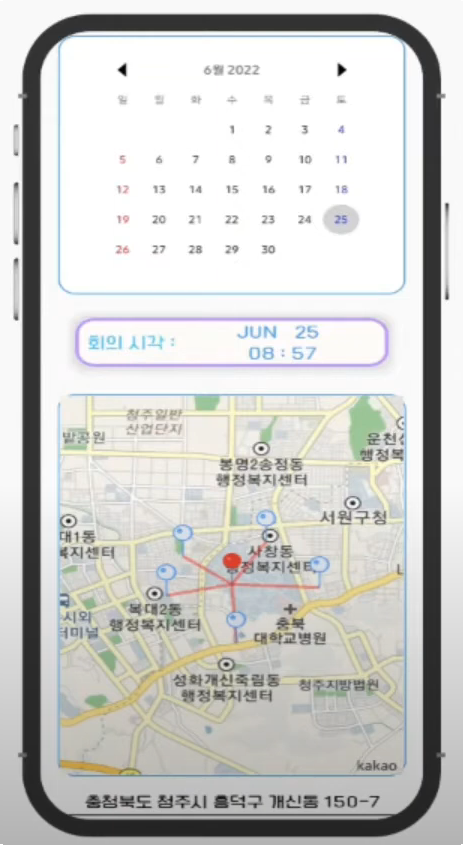 6월 2022
일 월 화 수 목 금 토
1 2 3 4
5 6 7 8 9 10 11
12 13 14 15 16 17 18
19 20 21 22 23 24 25
26 27 28 29 30
회의 시각 : JUN 25
08 : 57
청주일반
산업단지
발공원
운천신
행정복
봉명2송정동
행정복지센터
서원구청
대1동
복지센터
사창동
행정복지센터
복대2동
행정복지센터
시외
터미널
충북
대학교병원
성화개신죽림동
행정복지센터
청주지방법원
kakao
충청북도 청주시 흥덕구 개신동 150-7